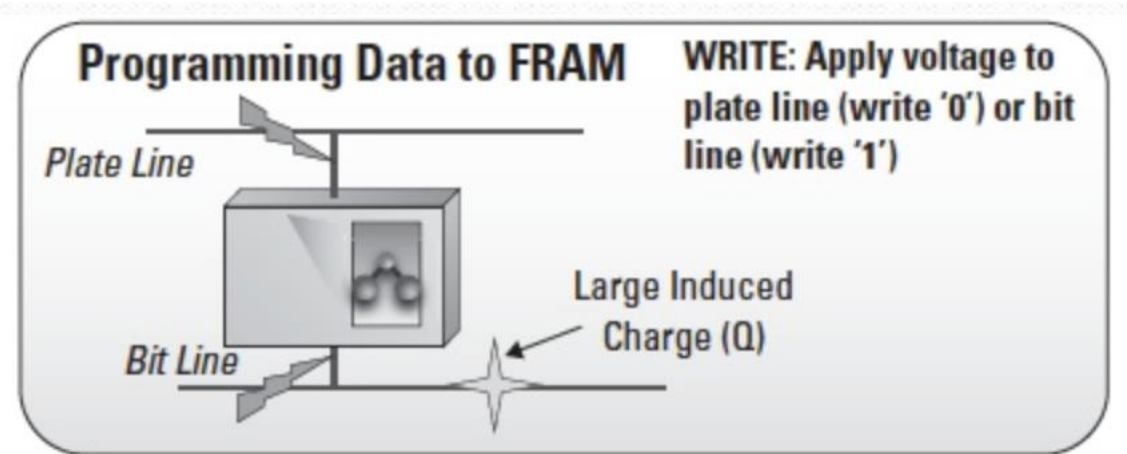 Programming Data to FRAM
WRITE: Apply voltage to
plate line (write ‘0’) or bit
line (write ‘1’)
Plate Line
Large Induced
Charge (Q)
Bit Line